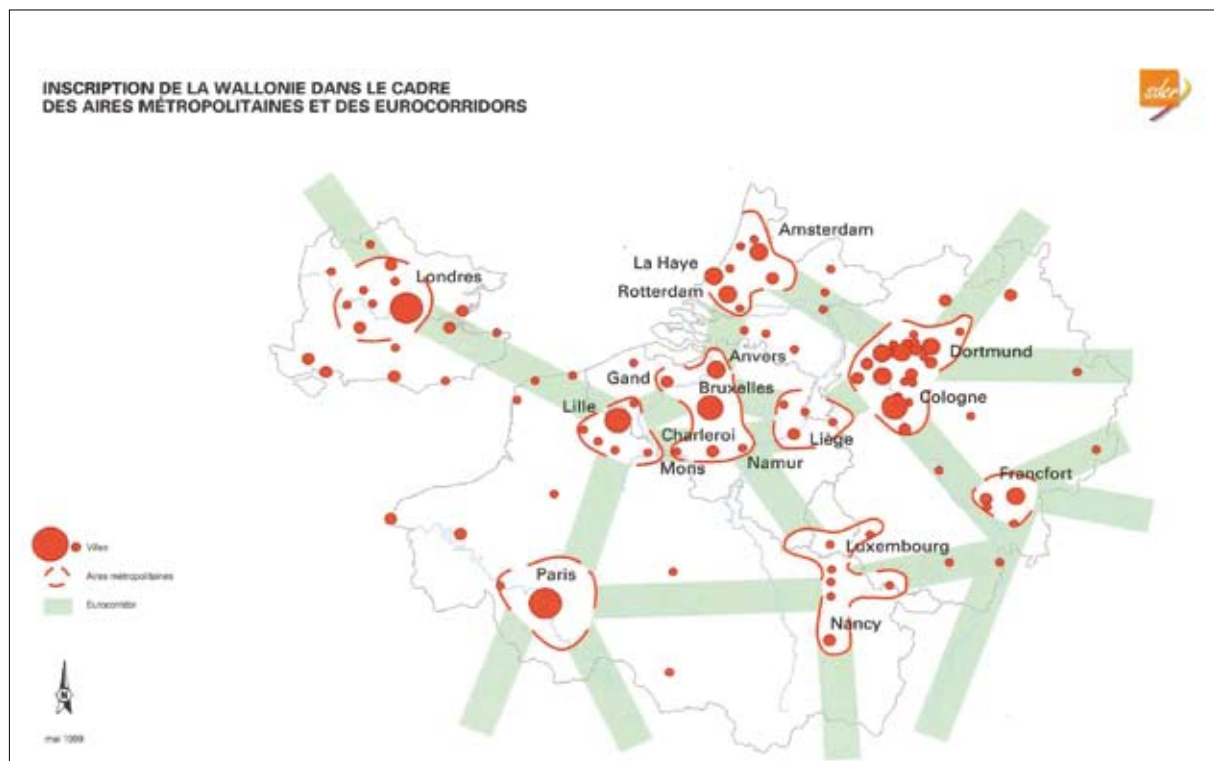 INSCRIPTION DE LA WALLONIE DANS LE CADRE
DES AIRES MÉTROPOLITAINES ET DES EUROCORRIDORS
sder
Amsterdam
La Haye
Londres
Rotterdam
Anvers
Dortmund
Gand
Bruxelles
Lille
Cologne
Charleroi
Liège
Mons
Namur
Francfort
Luxembourg
Paris
Nancy
Villes
Aires métropolitaines
Eurocorridor
N
mai 1999